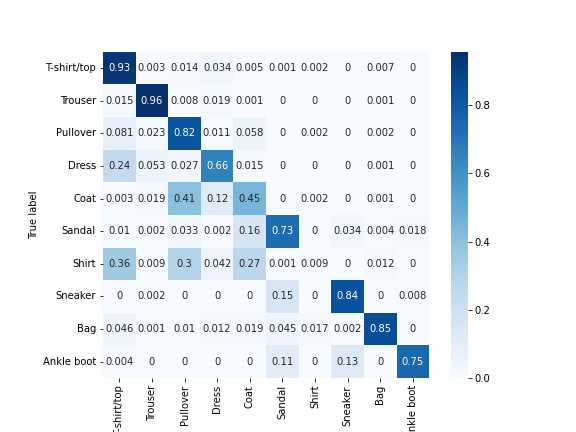 T-shirt/top 0.93 0.003 0.014 0.034 0.005 0.001 0.002 0 0.007 0
Trouser 0.015 0.96 0.008 0.019 0.001 0 0 0 0.001 0
Pullover 0.081 0.023 0.82 0.011 0.058 0 0.002 0 0.002 0
Dress 0.24 0.053 0.027 0.66 0.015 0 0 0 0.001 0
Coat 0.003 0.019 0.41 0.12 0.45 0 0.002 0 0.001 0
Sandal 0.01 0.002 0.033 0.002 0.16 0.73 0 0.034 0.004 0.018
Shirt 0.36 0.009 0.3 0.042 0.27 0.001 0.009 0 0.012 0
Sneaker 0 0.002 0 0 0 0.15 0 0.84 0 0.008
Bag 0.046 0.001 0.01 0.012 0.019 0.045 0.017 0.002 0.85 0
Ankle boot 0.004 0 0 0 0 0.11 0 0.13 0 0.75
True label
-shirt/top
Trouser
Pullover
Dress
Coat
Sandal
Shirt
Sneaker
Bag
nkle boot
0.8
0.6
0.4
0.2
0.0